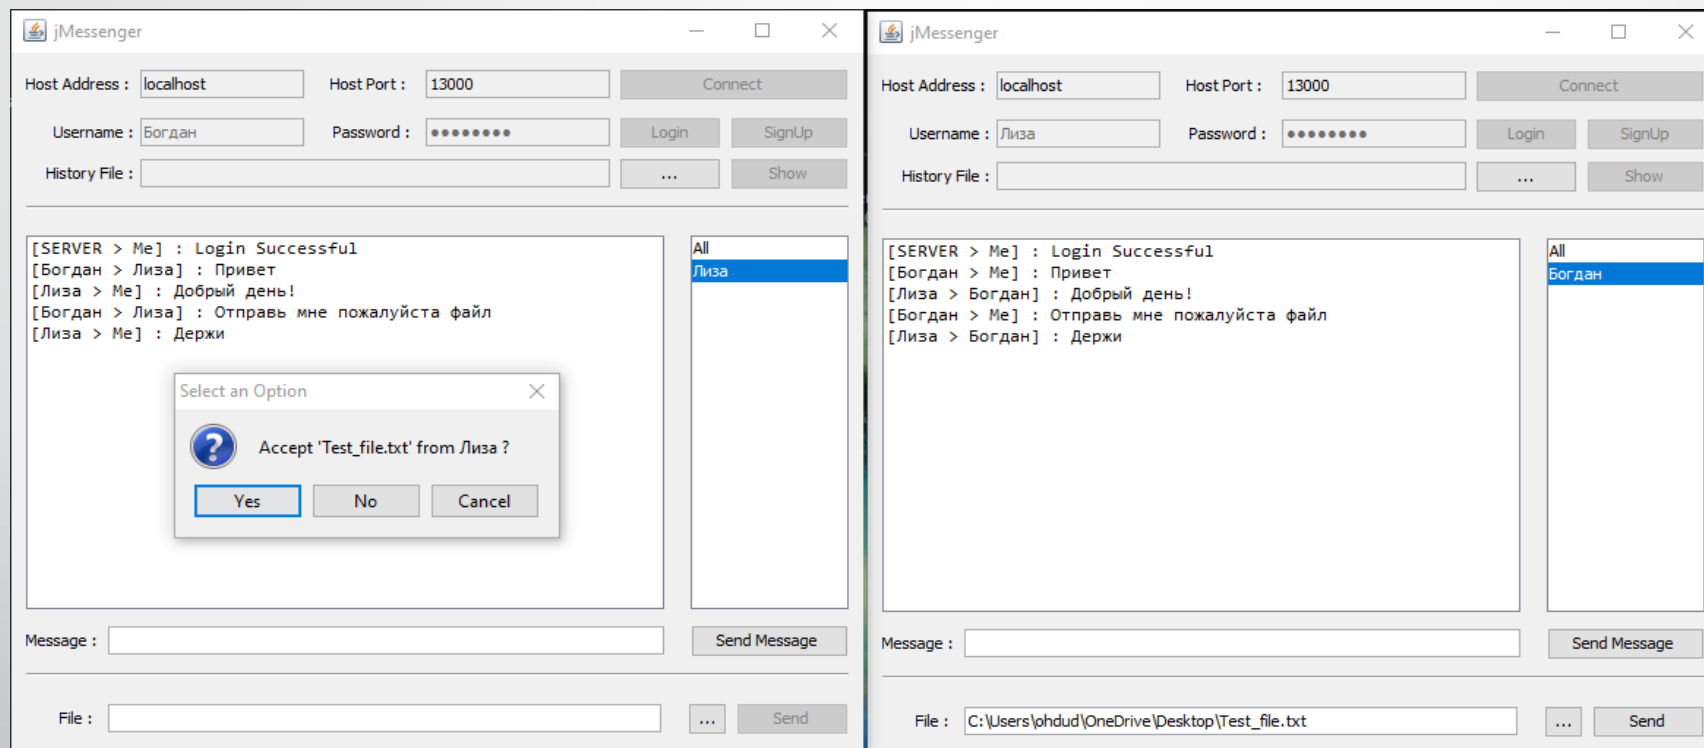 jMessenger
Host Address : localhost Host Port : 13000 Connect
Username : Богдан Password : ●●●●●●●● Login SignUp
History File : ... Show
[SERVER > Me] : Login Successful
[Богдан > Лиза] : Привет
[Лиза > Me] : Добрый день!
[Богдан > Лиза] : Отправь мне пожалуйста файл
[Лиза > Me] : Держи
All
Лиза
Select an Option
Accept 'Test_file.txt' from Лиза ?
Yes No Cancel
Message : Send Message
File : ... Send
jMessenger
Host Address : localhost Host Port : 13000 Connect
Username : Лиза Password : ●●●●●●●● Login SignUp
History File : ... Show
[SERVER > Me] : Login Successful
[Богдан > Me] : Привет
[Лиза > Богдан] : Добрый день!
[Богдан > Me] : Отправь мне пожалуйста файл
[Лиза > Богдан] : Держи
All
Богдан
Message : Send Message
File : C:\Users\ohdud\OneDrive\Desktop\Test_file.txt ... Send